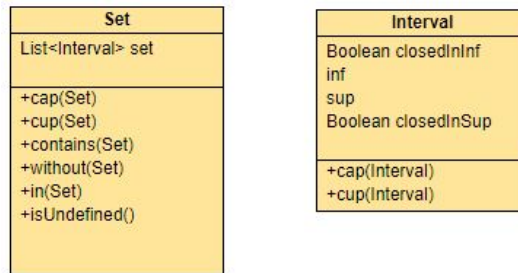 Set
List<Interval> set
+cap(Set)
+cup(Set)
+contains(Set)
+without(Set)
+in(Set)
+isUndefined()
Interval
Boolean closedInInf
inf
sup
Boolean closedInSup
+cap(Interval)
+cup(Interval)